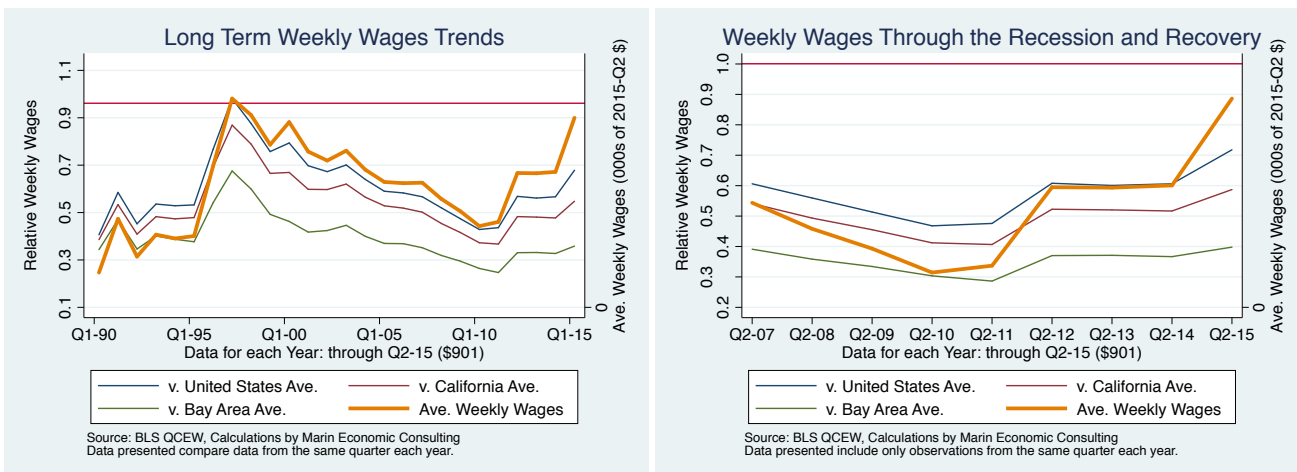 Long Term Weekly Wages Trends
Relative Weekly Wages
1.1
0.9
0.7
0.5
0.3
0.1
0
Ave. Weekly Wages (000s of 2015-Q2 $)
Q1-90 Q1-95 Q1-00 Q1-05 Q1-10 Q1-15
Data for each Year: through Q2-15 ($901)
v. United States Ave. v. California Ave.
v. Bay Area Ave. Ave. Weekly Wages
Source: BLS QCEW, Calculations by Marin Economic Consulting
Data presented compare data from the same quarter each year.
Weekly Wages Through the Recession and Recovery
Relative Weekly Wages
1.0
0.9
0.7
0.6
0.5
0.4
0.3
0.2
0
Ave. Weekly Wages (000s of 2015-Q2 $)
Q2-07 Q2-08 Q2-09 Q2-10 Q2-11 Q2-12 Q2-13 Q2-14 Q2-15
Data for each Year: through Q2-15 ($901)
v. United States Ave. v. California Ave.
v. Bay Area Ave. Ave. Weekly Wages
Source: BLS QCEW, Calculations by Marin Economic Consulting
Data presented include only observations from the same quarter each year.